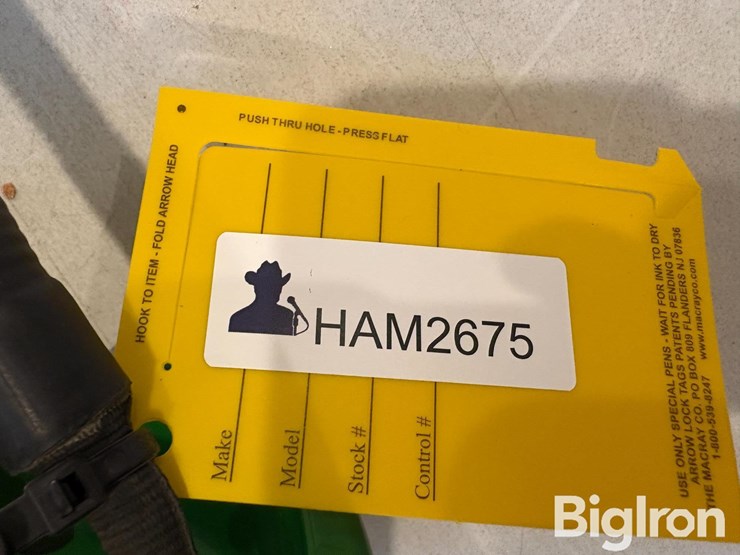 PUSH THRU HOLE - PRESS FLAT
HOOK TO ITEM - FOLD ARROW HEAD
HAM2675
Make
Model
Stock #
Control #
USE ONLY SPECIAL PENS - WAIT FOR INK TO DRY
ARROW LOCK TAGS PATENTS PENDING BY
THE MACRAY CO. PO BOX 809 FLANDERS NJ 07836
1-800-539-8247 www.macrayco.com
BigIron